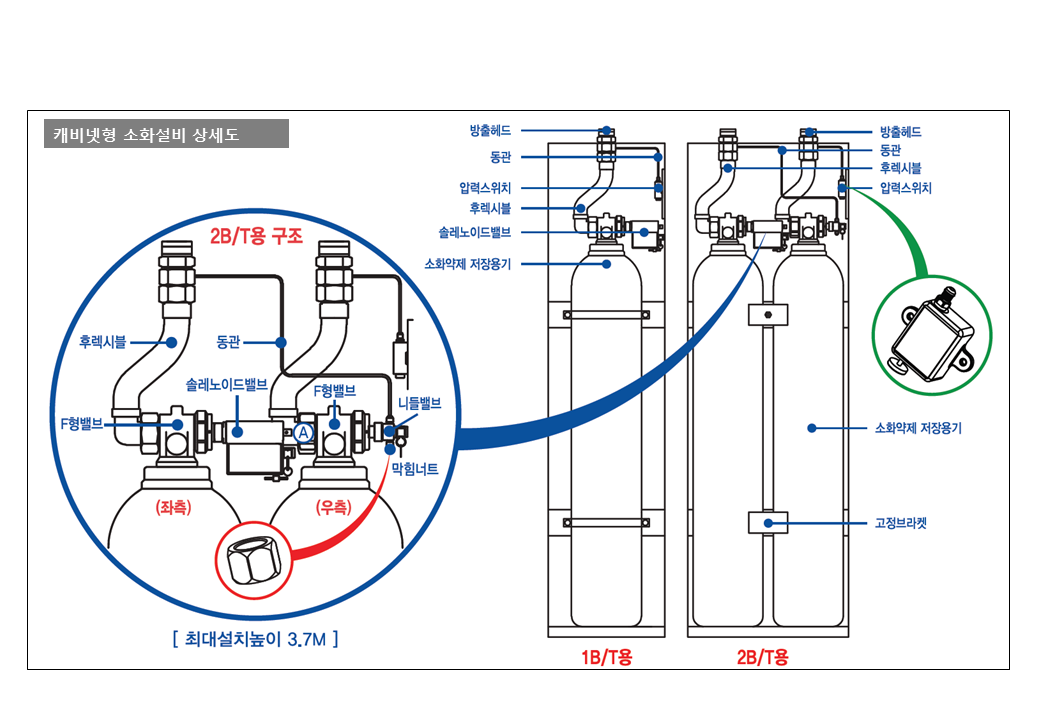 캐비넷형 소화설비 상세도
방출헤드
동관
압력스위치
후렉시블
솔레노이드밸브
소화약제 저장용기
방출헤드
동관
후렉시블
압력스위치
2B/T용 구조
후렉시블
동관
솔레노이드밸브
F형밸브
니들밸브
F형밸브
A
막힘너트
(좌측)
(우측)
소화약제 저장용기
고정브라켓
[ 최대설치높이 3.7M ]
1B/T용
2B/T용